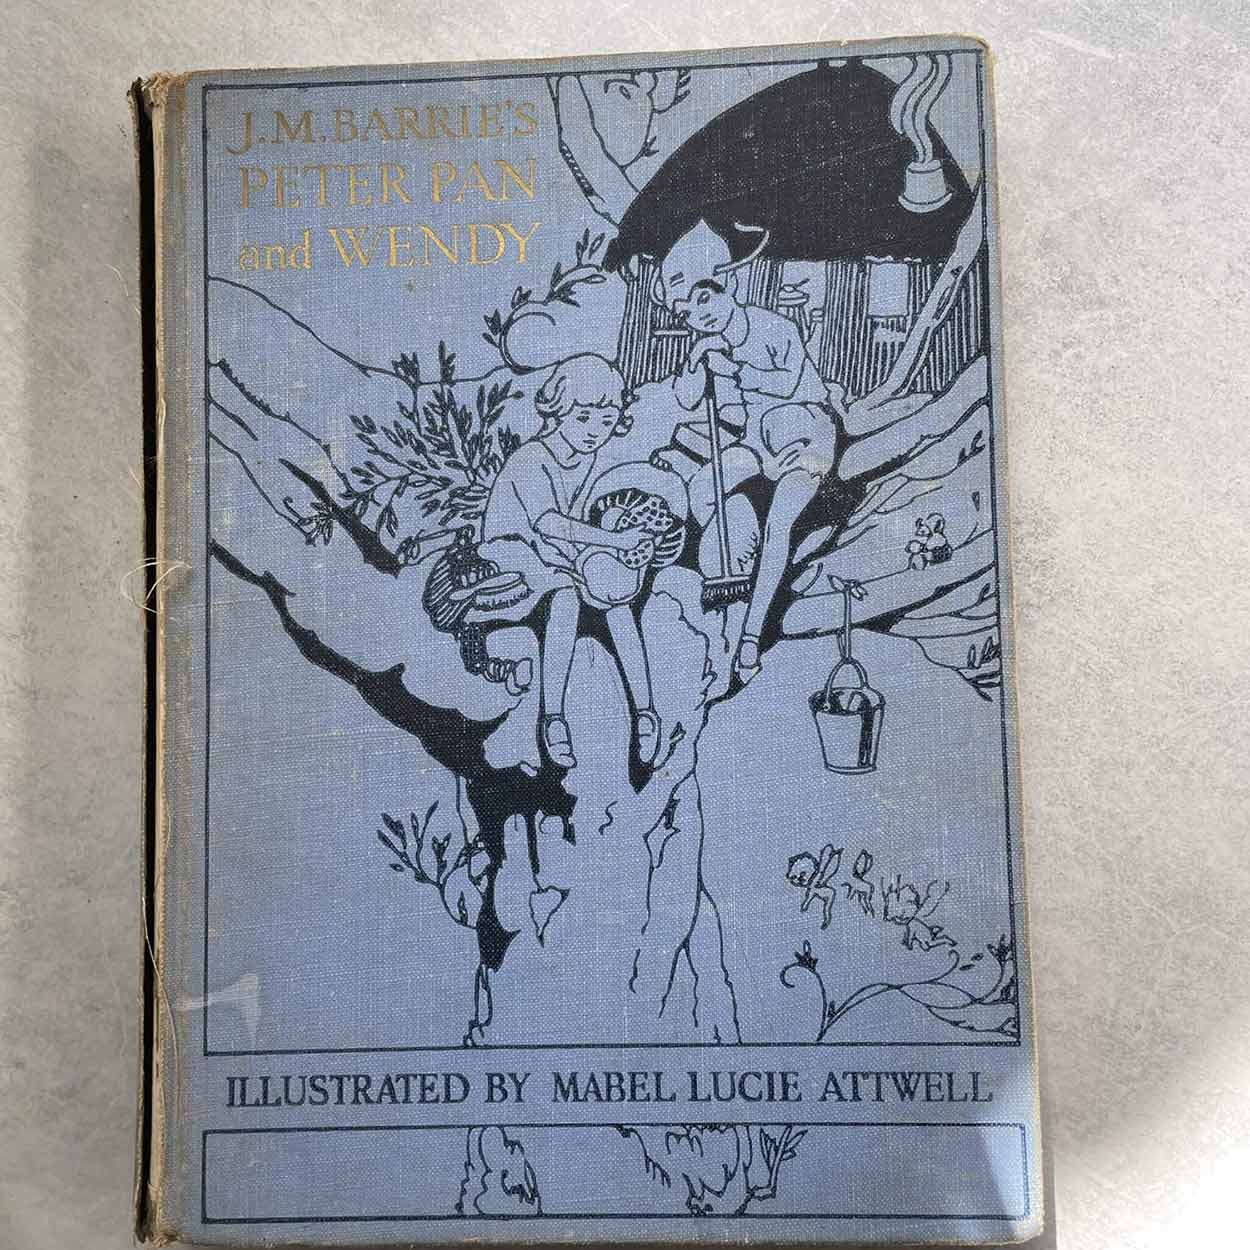 J.M.BARRIE'S
PETER PAN
and WENDY
ILLUSTRATED BY MABEL LUCIE ATTWELL